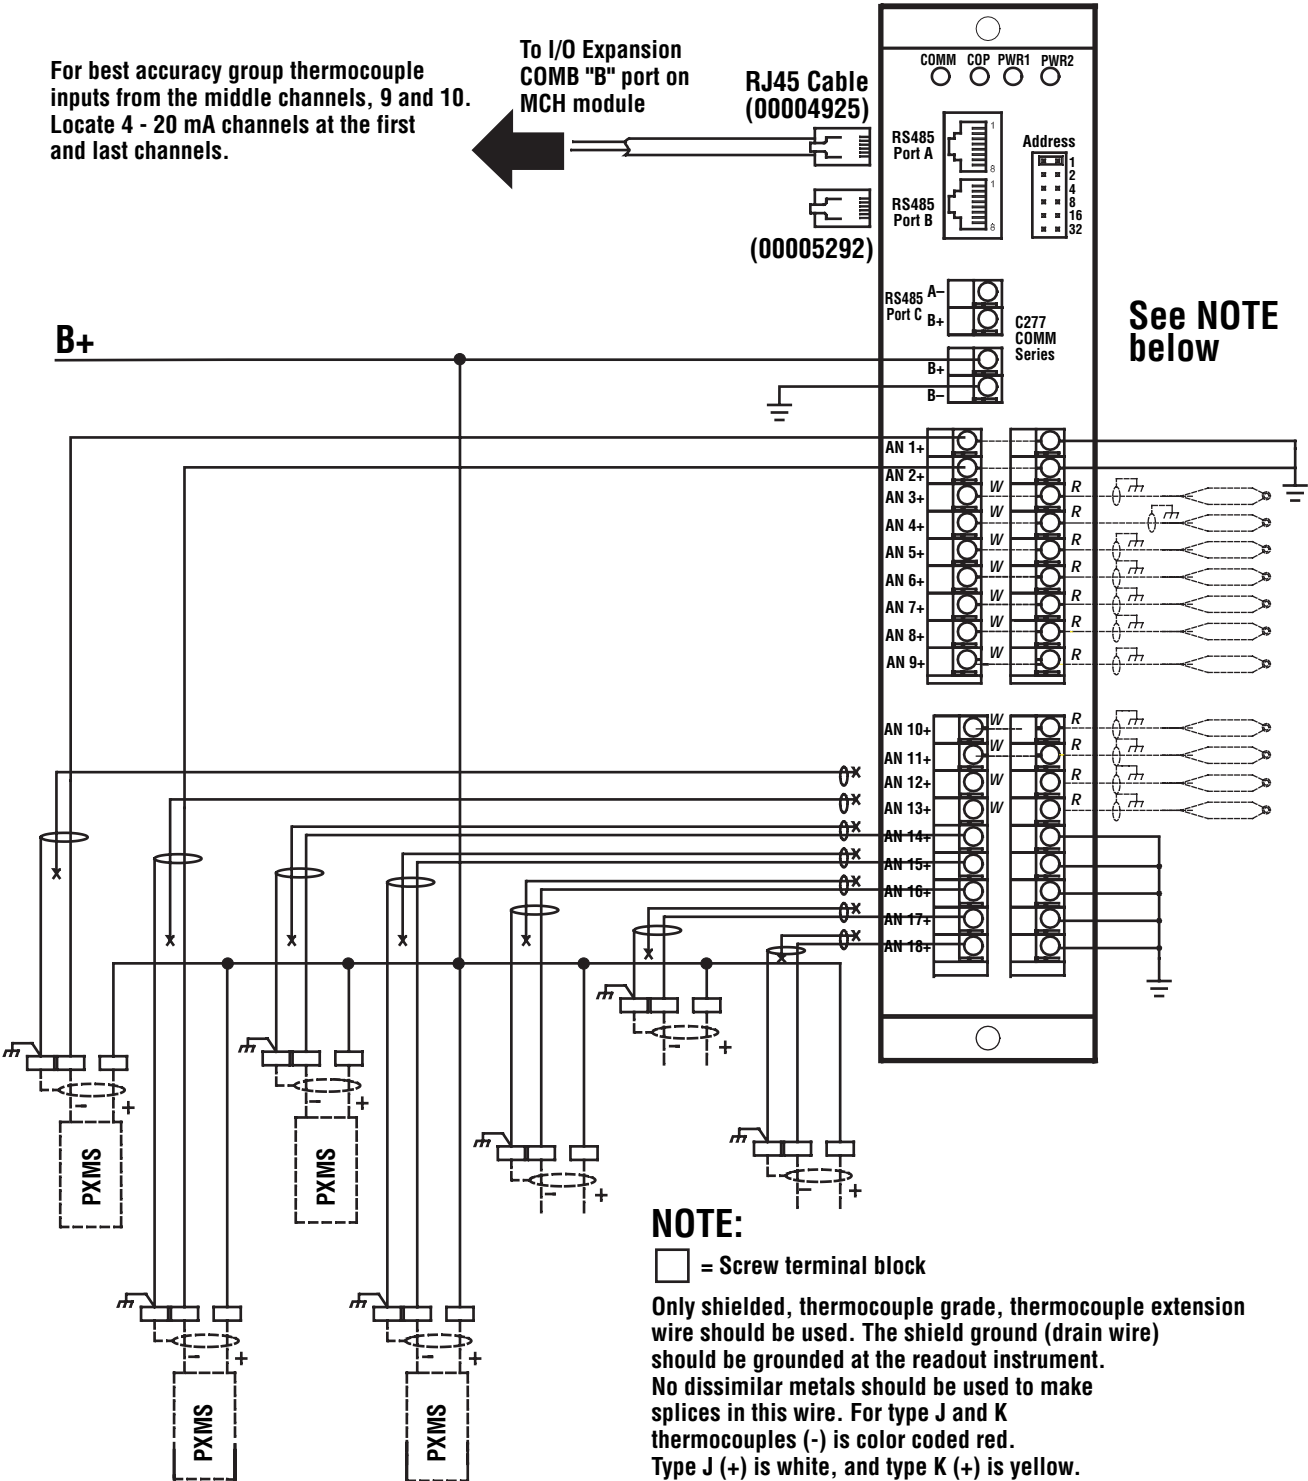 For best accuracy group thermocouple
inputs from the middle channels, 9 and 10.
Locate 4 - 20 mA channels at the first
and last channels.
To I/O Expansion
COMB "B" port on
MCH module
RJ45 Cable
(00004925)
(00005292)
COMM COP PWR1 PWR2
RS485
Port A
1
8
RS485
Port B
1
8
Address
1
2
4
8
16
32
RS485
Port C
A–
B+
C277
COMM
Series
B+
B–
See NOTE
below
B+
AN 1+
AN 2+
AN 3+ W R
AN 4+ W R
AN 5+ W R
AN 6+ W R
AN 7+ W R
AN 8+ W R
AN 9+ W R
AN 10+ W R
AN 11+ W R
AN 12+ W R
AN 13+ W R
AN 14+
AN 15+
AN 16+
AN 17+
AN 18+
x x
x x
x x
x x
x x
x x
x x
- +
- +
- +
- +
- +
PXMS
PXMS
- +
- +
PXMS
PXMS
NOTE:
= Screw terminal block
Only shielded, thermocouple grade, thermocouple extension
wire should be used. The shield ground (drain wire)
should be grounded at the readout instrument.
No dissimilar metals should be used to make
splices in this wire. For type J and K
thermocouples (-) is color coded red.
Type J (+) is white, and type K (+) is yellow.